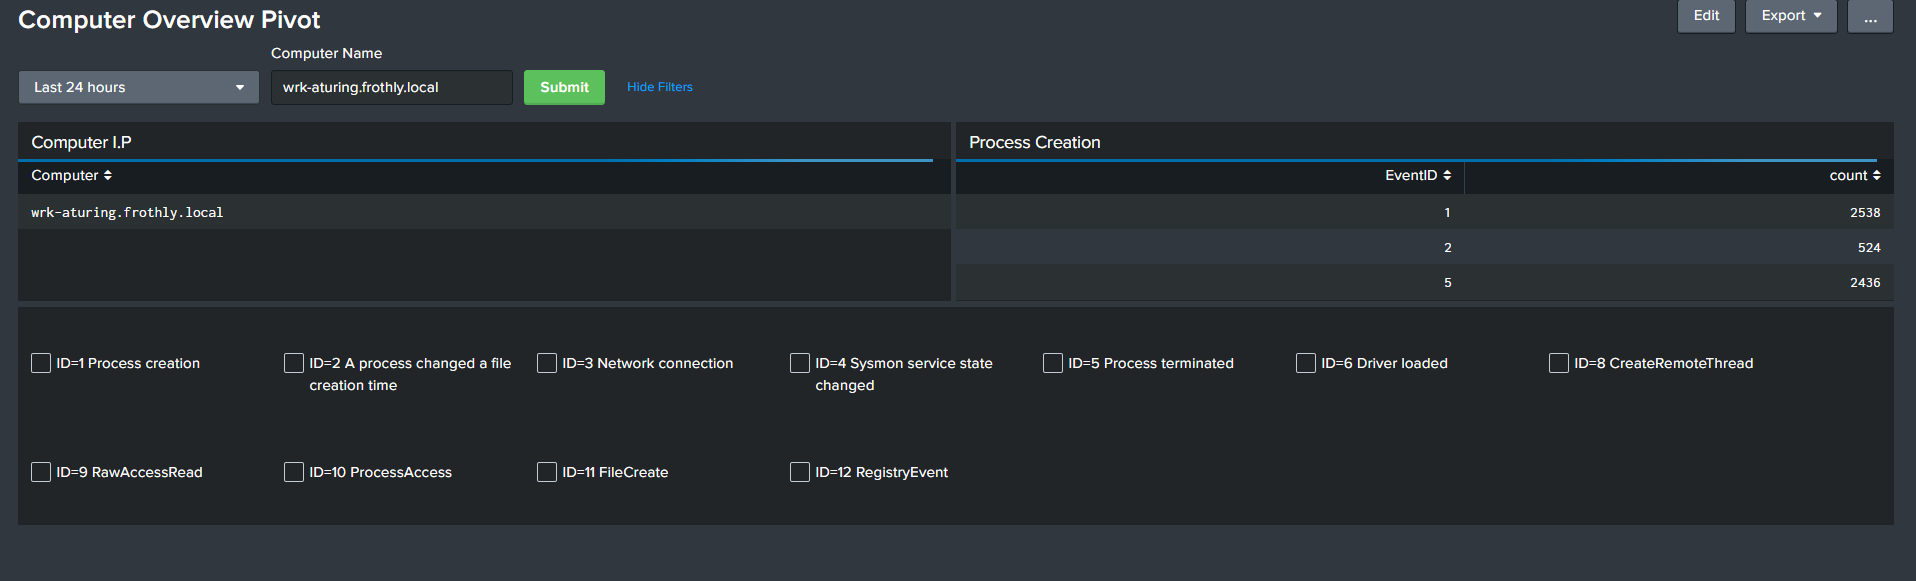 Computer Overview Pivot
Edit
Export
...
Computer Name
Last 24 hours
wrk-aturing.frothly.local
Submit
Hide Filters
Computer I.P
Computer
wrk-aturing.frothly.local
Process Creation
EventID count
1 2538
2 524
5 2436
ID=1 Process creation
ID=2 A process changed a file
creation time
ID=3 Network connection
ID=4 Sysmon service state
changed
ID=5 Process terminated
ID=6 Driver loaded
ID=8 CreateRemoteThread
ID=9 RawAccessRead
ID=10 ProcessAccess
ID=11 FileCreate
ID=12 RegistryEvent